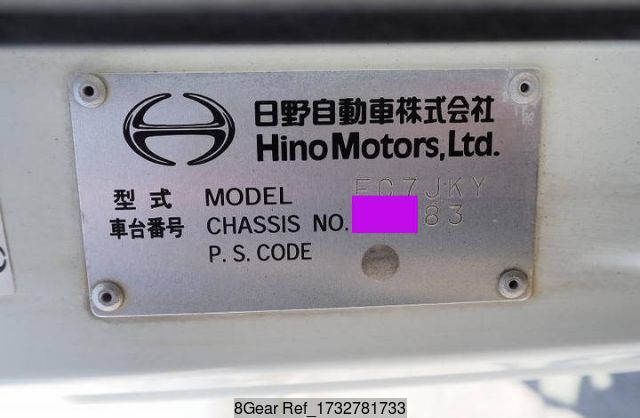 日野自動車株式会社
Hino Motors, Ltd.
型式 MODEL FC7JKY
車台番号 CHASSIS NO. 83
P.S.CODE
8Gear Ref_1732781733